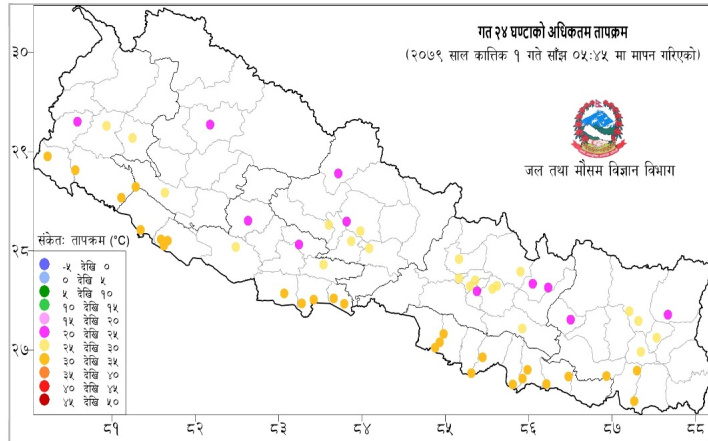 गत २४ घण्टाको अधिकतम तापक्रम
(२०७९ साल कात्तिक १ गते साँझ ०५:४५ मा मापन गरिएको)
जल तथा मौसम विज्ञान विभाग
३०
२९
२८
२७
संकेतः तापक्रम (°C)
-५ देखि ०
० देखि ५
५ देखि १०
१० देखि १५
१५ देखि २०
२० देखि २५
२५ देखि ३०
३० देखि ३५
३५ देखि ४०
४० देखि ४५
४५ देखि ५०
८१ ८२ ८३ ८४ ८५ ८६ ८७ ८८